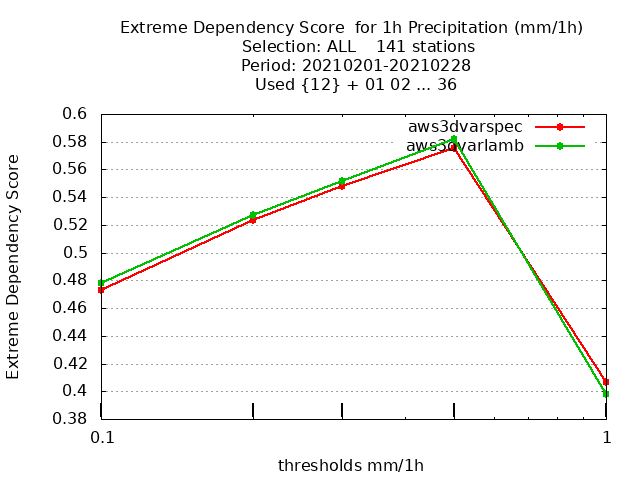 Extreme Dependency Score  for 1h Precipitation (mm/1h)
Selection: ALL    141 stations
Period: 20210201-20210228
Used {12} + 01 02 ... 36
0.6
0.58
0.56
0.54
0.52
0.5
0.48
0.46
0.44
0.42
0.4
0.38
Extreme Dependency Score
aws3dvarspec
aws3dvarlamb
0.1
1
thresholds mm/1h